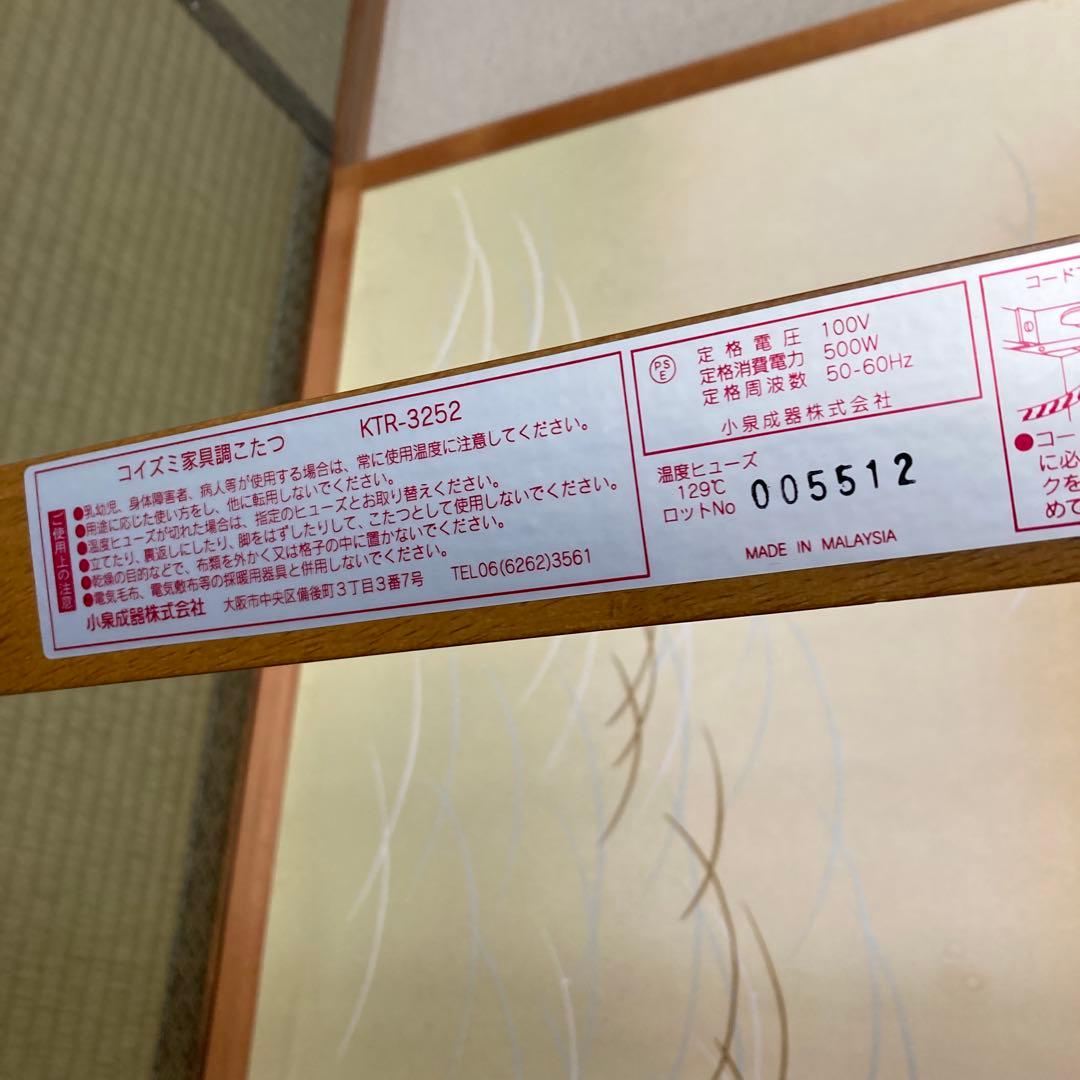 コイズミ家具調こたつ KTR-3252
ご使用上の注意
●乳幼児、身体障害者、病人等が使用する場合は、常に使用温度に注意してください。
●用途に応じた使い方をし、他に転用しないでください。
●温度ヒューズが切れた場合は、指定のヒューズとお取り替えください。
●立てたり、裏返しにしたり、脚をはずしたりして、こたつとして使用しないでください。
●乾燥の目的などで、布類を外かく又は格子の中に置かないでください。
●電気毛布、電気敷布等の採暖用器具と併用しないでください。
小泉成器株式会社 大阪市中央区備後町3丁目3番7号 TEL06(6262)3561
PSE
定格電圧 100V
定格消費電力 500W
定格周波数 50-60Hz
小泉成器株式会社
温度ヒューズ
129℃
ロットNo 005512
MADE IN MALAYSIA
コード
●コー
に必
クを
めて